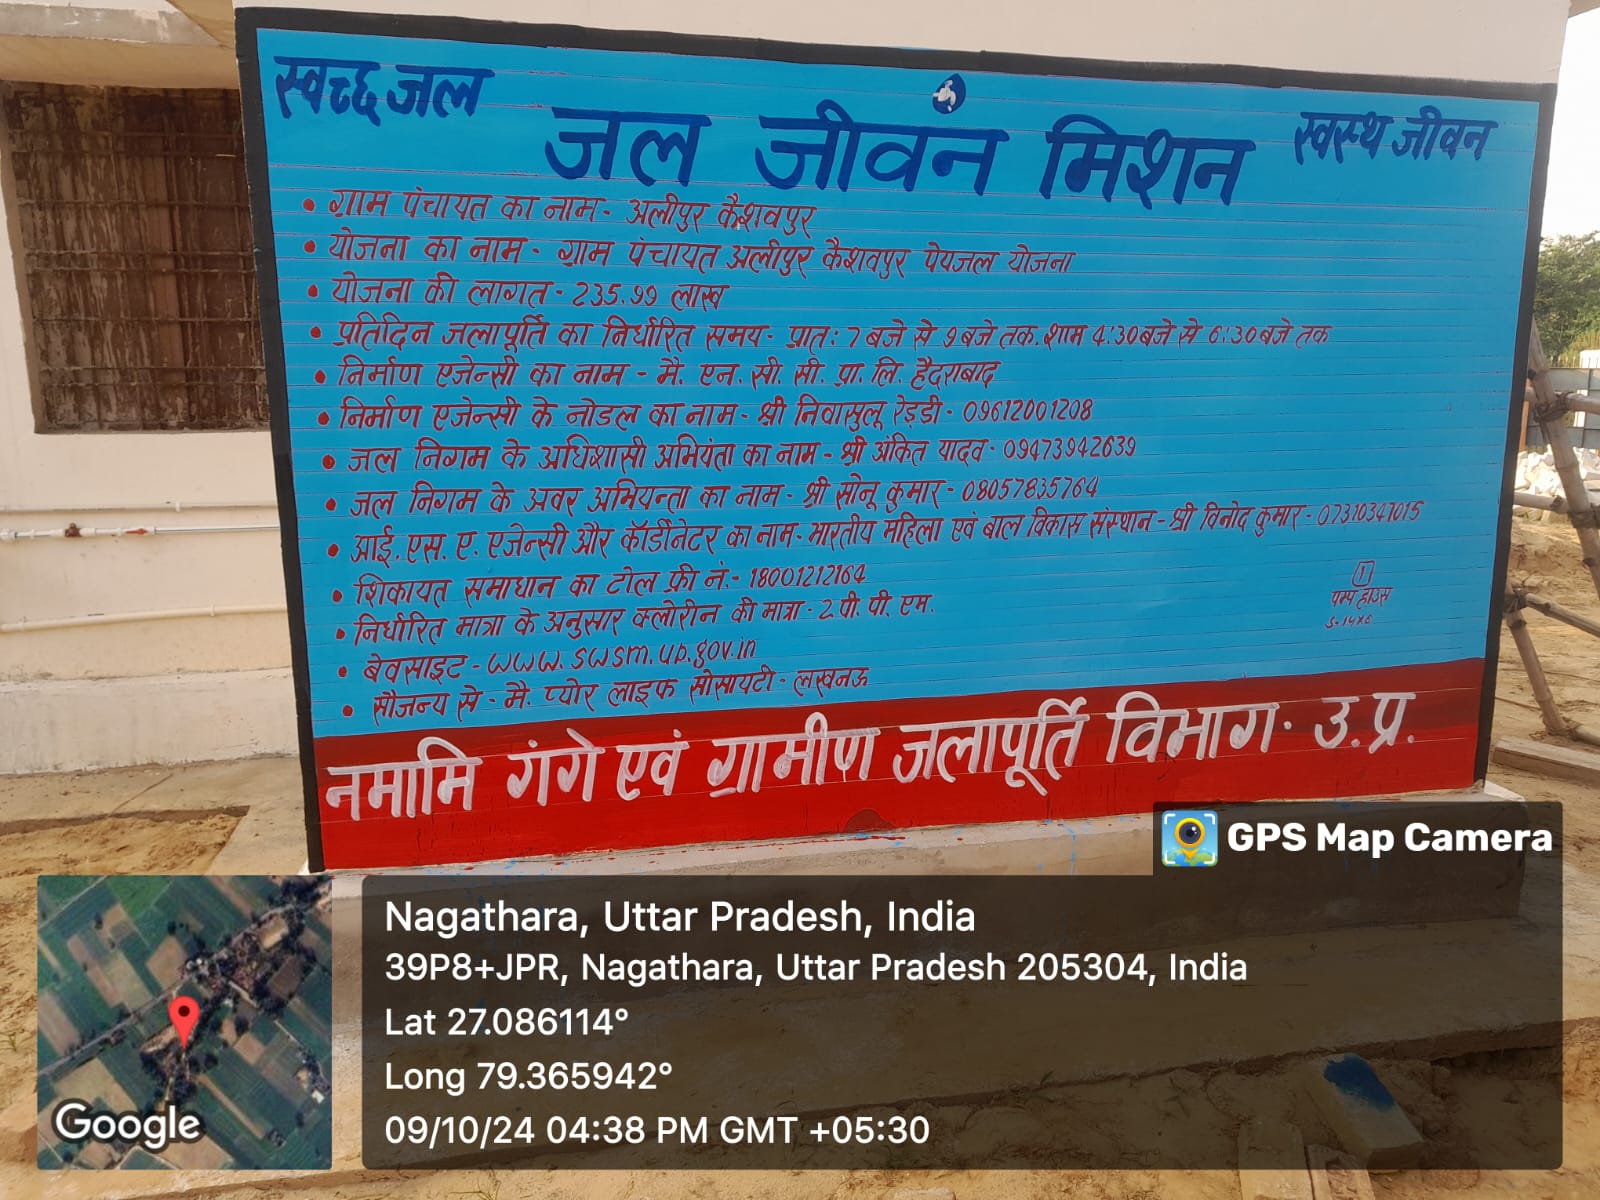 स्वच्छ जल
जल जीवन मिशन
स्वस्थ जीवन
• ग्राम पंचायत का नाम - अलीपुर कैशवपुर
• योजना का नाम - ग्राम पंचायत अलीपुर कैशवपुर पेयजल योजना
• योजना की लागत - 235.99 लाख
• प्रतिदिन जलापूर्ति का निर्धारित समय - प्रात: 7 बजे से 9 बजे तक. शाम 4:30 बजे से 6:30 बजे तक
• निर्माण एजेन्सी का नाम - मै. एन. सी. सी. प्रा. लि. हैदराबाद
• निर्माण एजेन्सी के नोडल का नाम - श्री निवासुलू रेड्डी - 09612001208
• जल निगम के अधिशासी अभियंता का नाम - श्री अंकित यादव - 09473942639
• जल निगम के अवर अभियन्ता का नाम - श्री सोनू कुमार - 08057835764
• आई. एस. ए. एजेन्सी और कॉर्डीनेटर का नाम - भारतीय महिला एवं बाल विकास संस्थान - श्री विनोद कुमार - 07310347015
• शिकायत समाधान का टोल फ्री नं. - 18001212164
• निर्धारित मात्रा के अनुसार क्लोरीन की मात्रा - 2 पी. पी. एम.
• बेवसाइट - www.swsm.up.gov.in
• सौजन्य से - मै. प्योर लाइफ सोसायटी - लखनऊ
1
पम्प हाउस
नमामि गंगे एवं ग्रामीण जलापूर्ति विभाग - उ. प्र.
GPS Map Camera
Nagathara, Uttar Pradesh, India
39P8+JPR, Nagathara, Uttar Pradesh 205304, India
Lat 27.086114°
Long 79.365942°
09/10/24 04:38 PM GMT +05:30
Google